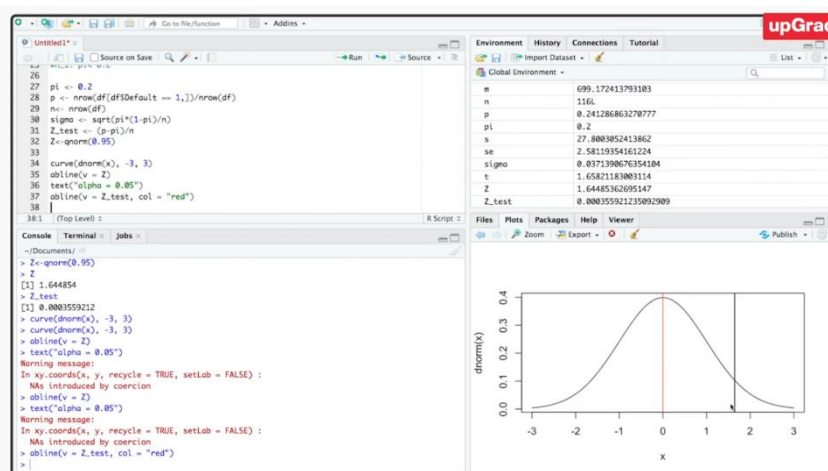 upGrad
Go to file/function
Addins
Untitled1*
Source on Save
Run
Source
26
27 pi <- 0.2
28 p <- nrow(df[df$Default == 1,])/nrow(df)
29 n<- nrow(df)
30 sigma <- sqrt(pi*(1-pi)/n)
31 Z_test <- (p-pi)/n
32 Z<-qnorm(0.95)
33
34 curve(dnorm(x), -3, 3)
35 abline(v = Z)
36 text("alpha = 0.05")
37 abline(v = Z_test, col = "red")
38
38:1 (Top Level)
R Script
Console Terminal Jobs
~/Documents/
> Z<-qnorm(0.95)
> Z
[1] 1.644854
> Z_test
[1] 0.0003559212
> curve(dnorm(x), -3, 3)
> curve(dnorm(x), -3, 3)
> abline(v = Z)
> text("alpha = 0.05")
Warning message:
In xy.coords(x, y, recycle = TRUE, setLab = FALSE) :
NAs introduced by coercion
> abline(v = Z)
> text("alpha = 0.05")
Warning message:
In xy.coords(x, y, recycle = TRUE, setLab = FALSE) :
NAs introduced by coercion
> abline(v = Z_test, col = "red")
>
Environment History Connections Tutorial
Import Dataset
List
Global Environment
m 699.172413793103
n 116L
p 0.241286863270777
pi 0.2
s 27.8003052413862
se 2.58119354161224
sigma 0.0371390676354104
t 1.65821183003114
Z 1.64485362695147
Z_test 0.000355921235092909
Files Plots Packages Help Viewer
Zoom Export
Publish
dnorm(x)
0.4
0.3
0.2
0.1
0.0
-3 -2 -1 0 1 2 3
x